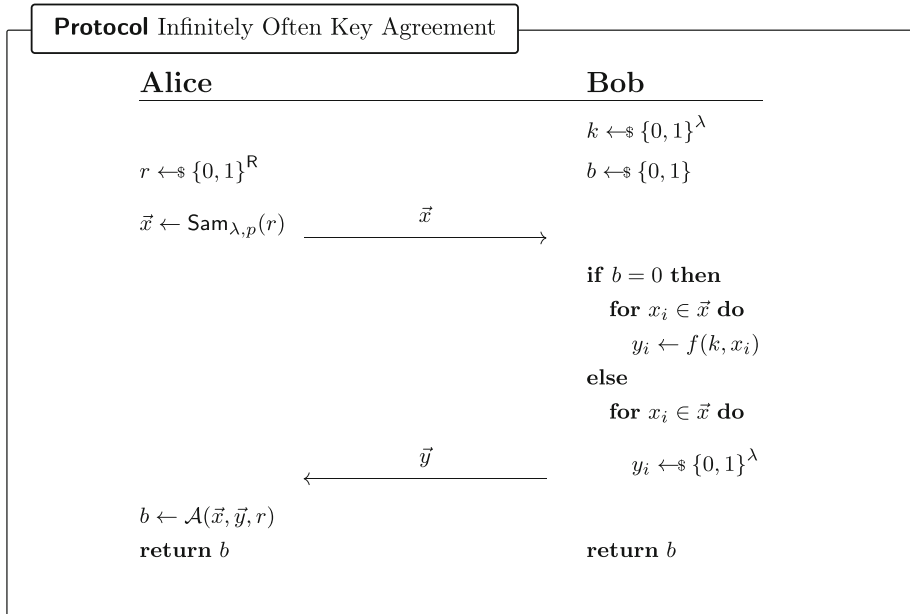 Protocol Infinitely Often Key Agreement
Alice Bob
k ←$ {0, 1}^λ
r ←$ {0, 1}^R b ←$ {0, 1}
x⃗ ← Sam_{λ,p}(r) x⃗
if b = 0 then
for x_i ∈ x⃗ do
y_i ← f(k, x_i)
else
for x_i ∈ x⃗ do
y⃗ y_i ←$ {0, 1}^λ
b ← 𝒜(x⃗, y⃗, r)
return b return b